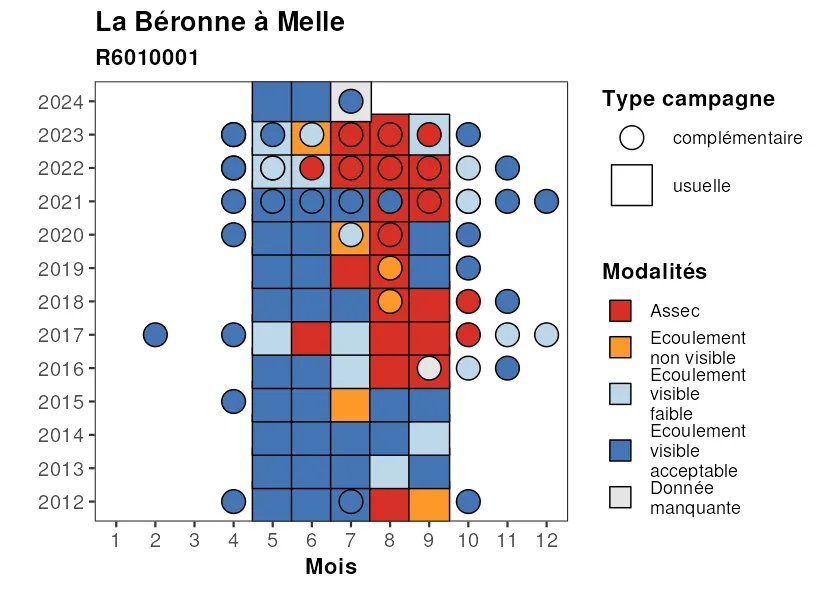 La Béronne à Melle
R6010001
2024
2023
2022
2021
2020
2019
2018
2017
2016
2015
2014
2013
2012
1 2 3 4 5 6 7 8 9 10 11 12
Mois
Type campagne
complémentaire
usuelle
Modalités
Assec
Ecoulement
non visible
Ecoulement
visible
faible
Ecoulement
visible
acceptable
Donnée
manquante